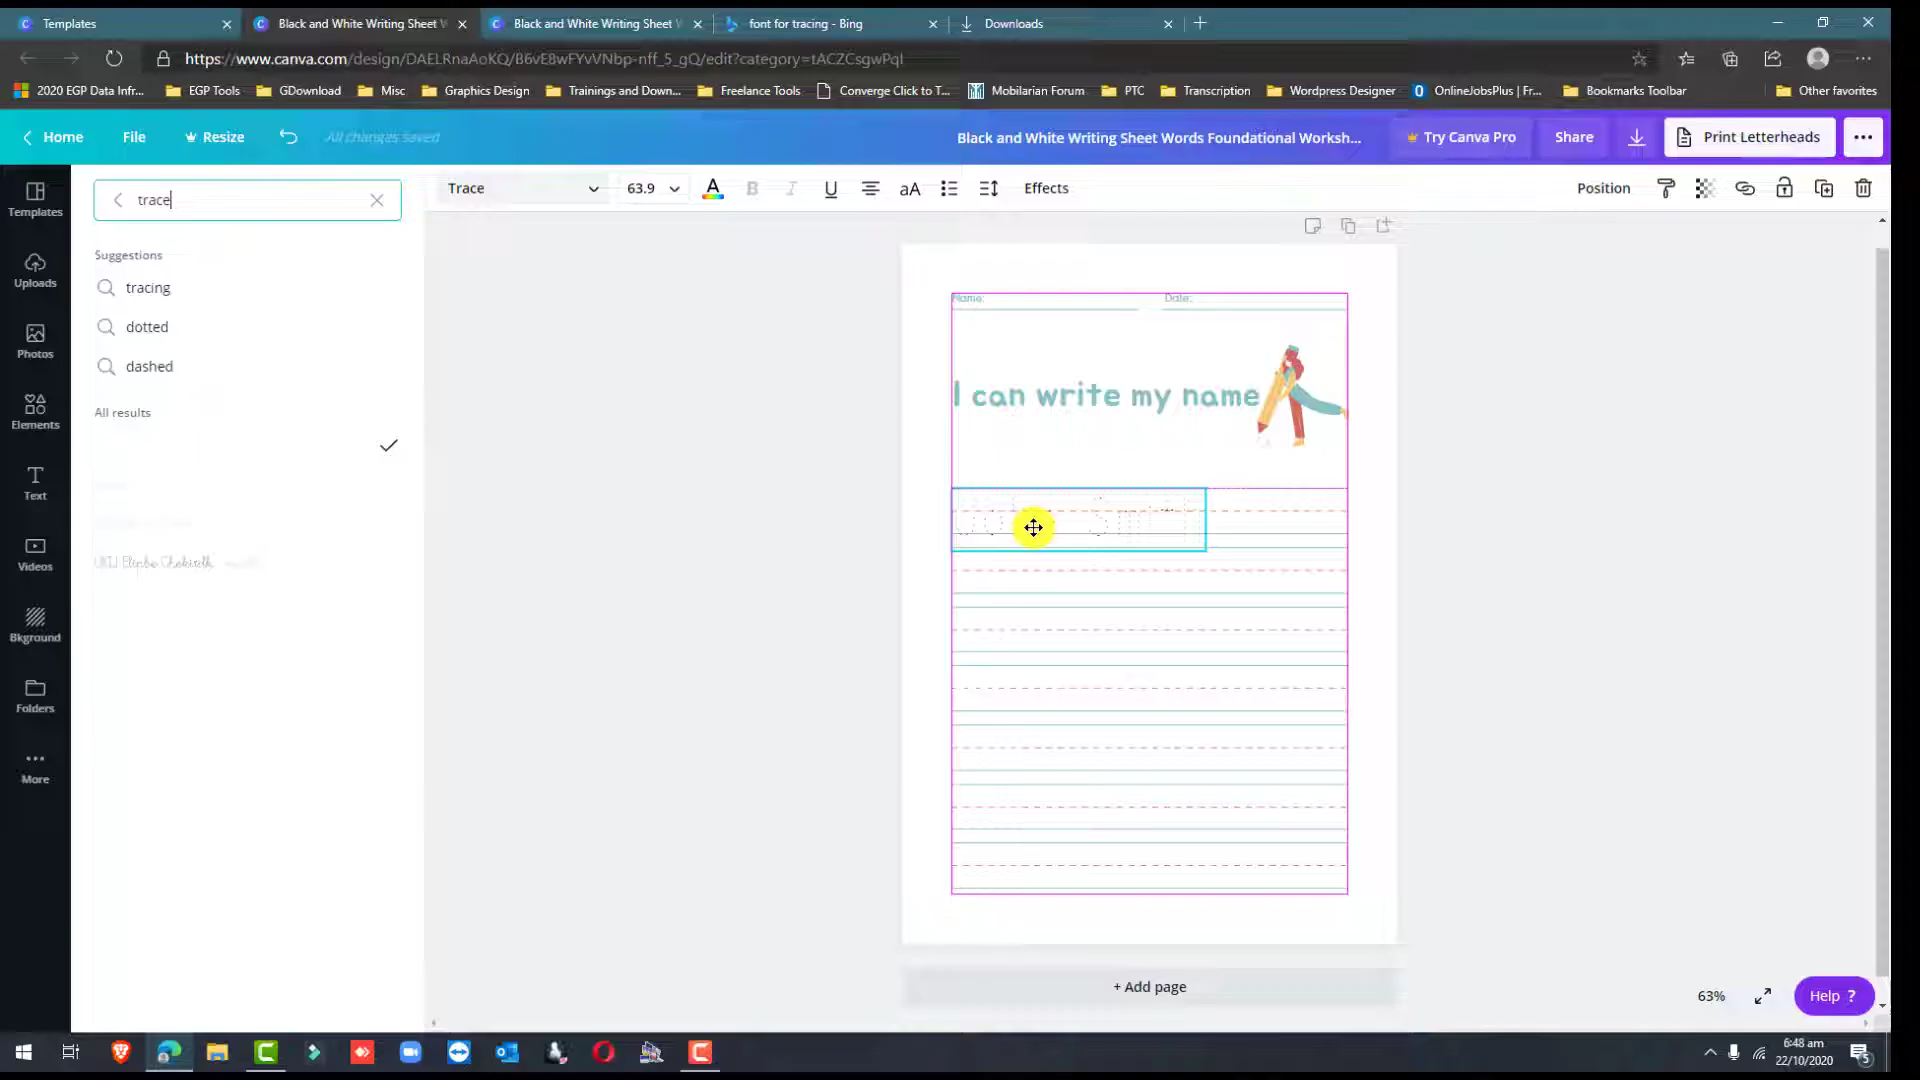 Templates
Black and White Writing Sheet W
Black and White Writing Sheet W
font for tracing - Bing
Downloads
https://www.canva.com/design/DAELRnaAoKQ/B6vE8wFYvVNbp-nff_5_gQ/edit?category=tACZCsgwPqI
2020 EGP Data Infr...
EGP Tools
GDownload
Misc
Graphics Design
Trainings and Down...
Freelance Tools
Converge Click to T...
Mobilarian Forum
PTC
Transcription
Wordpress Designer
OnlineJobsPlus | Fr...
Bookmarks Toolbar
Other favorites
Home
File
Resize
All changes saved
Black and White Writing Sheet Words Foundational Worksh...
Try Canva Pro
Share
Print Letterheads
trace
Trace
63.9
A
B
I
U
aA
Effects
Position
Templates
Uploads
Photos
Elements
Text
Videos
Bkground
Folders
More
Suggestions
tracing
dotted
dashed
All results
Name:
Date:
I can write my name
+ Add page
63%
Help ?
6:48 am
22/10/2020
5